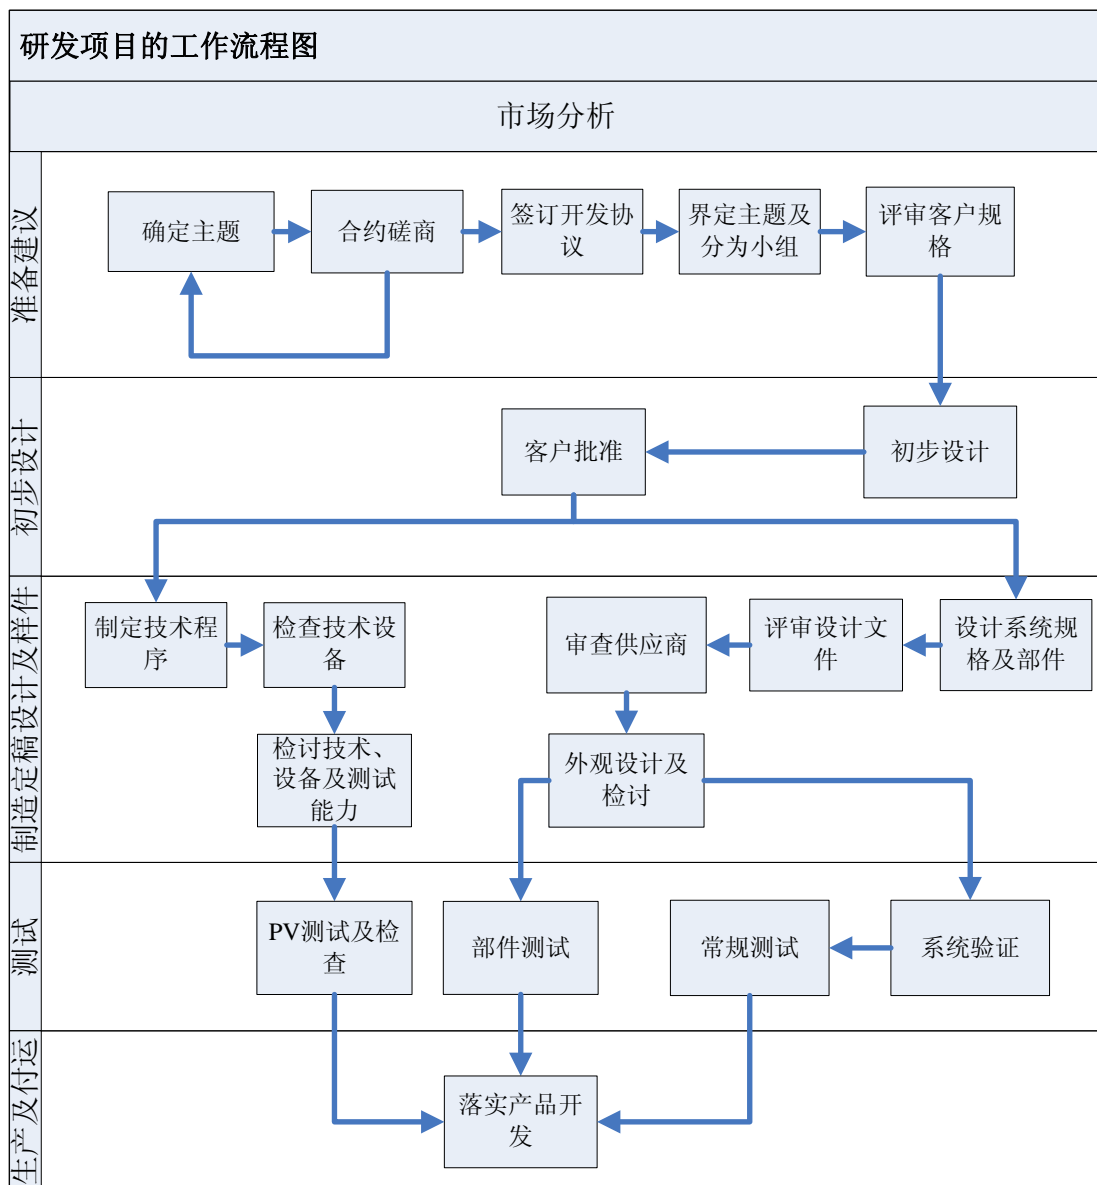 研发项目的工作流程图
市场分析
准备建议
确定主题
合约磋商
签订开发协
议
界定主题及
分为小组
评审客户规
格
初步设计
客户批准
初步设计
制造定稿设计及样件
制定技术程
序
检查技术设
备
审查供应商
评审设计文
件
设计系统规
格及部件
检讨技术、
设备及测试
能力
外观设计及
检讨
测试
PV测试及检
查
部件测试
常规测试
系统验证
生产及付运
落实产品开
发